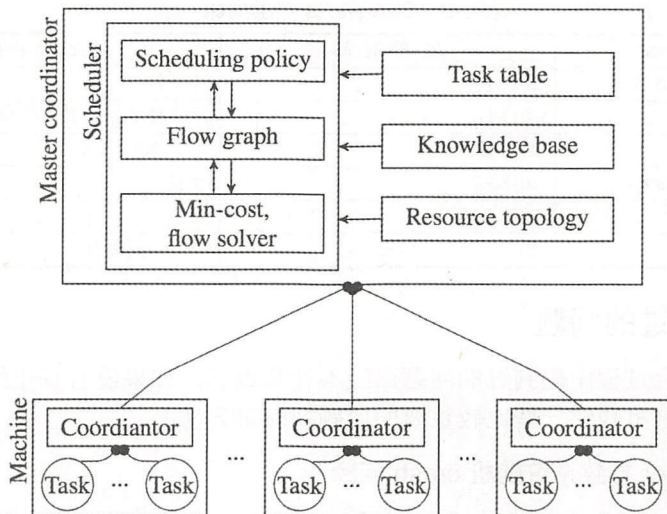 Master coordinator
Scheduler
Scheduling policy
Task table
Flow graph
Knowledge base
Min-cost,
flow solver
Resource topology
Machine
Coordiantor
Coordinator
Coordinator
... ...
Task ... Task
Task ... Task
Task ... Task